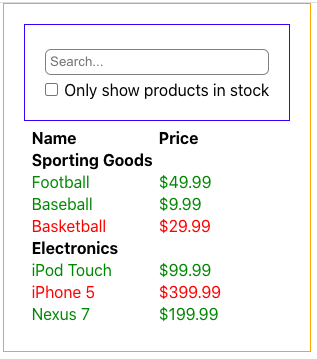 Search...
Only show products in stock
Name Price
Sporting Goods
Football $49.99
Baseball $9.99
Basketball $29.99
Electronics
iPod Touch $99.99
iPhone 5 $399.99
Nexus 7 $199.99